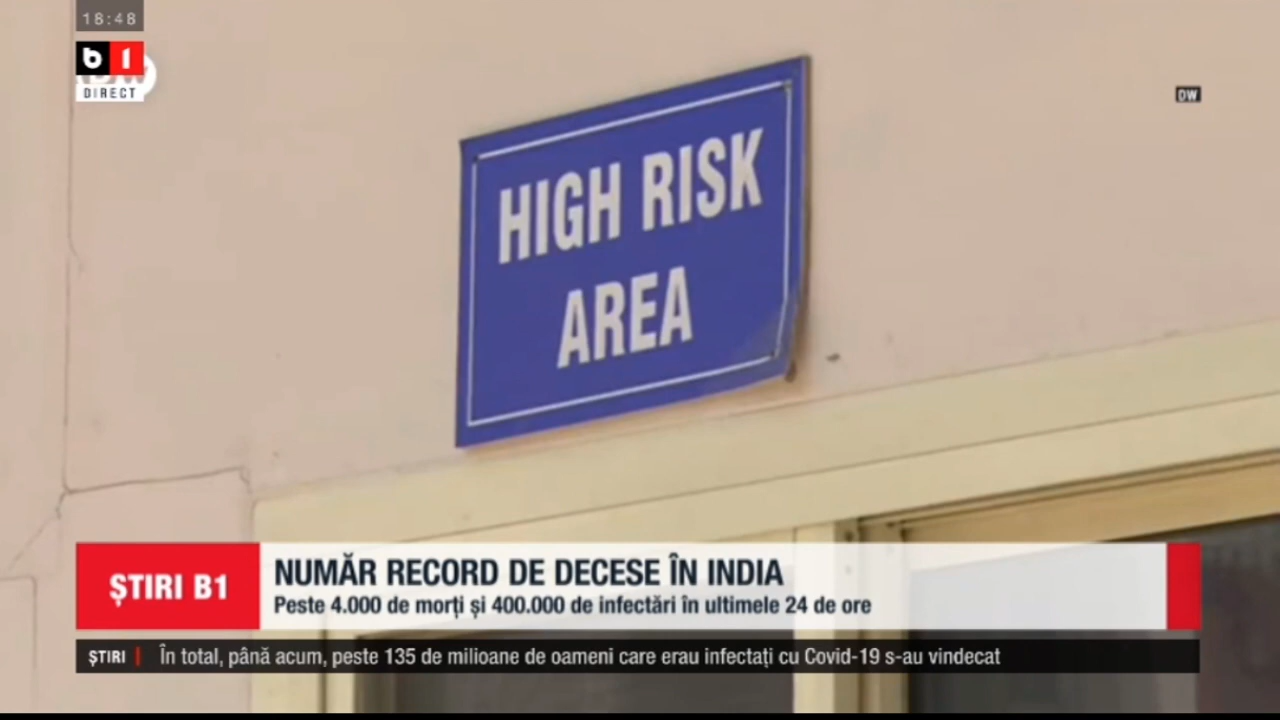 18:48
b 1
DIRECT
DW
HIGH RISK
AREA
ȘTIRI B1
NUMĂR RECORD DE DECESE ÎN INDIA
Peste 4.000 de morți și 400.000 de infectări în ultimele 24 de ore
ȘTIRI
În total, până acum, peste 135 de milioane de oameni care erau infectați cu Covid-19 s-au vindecat